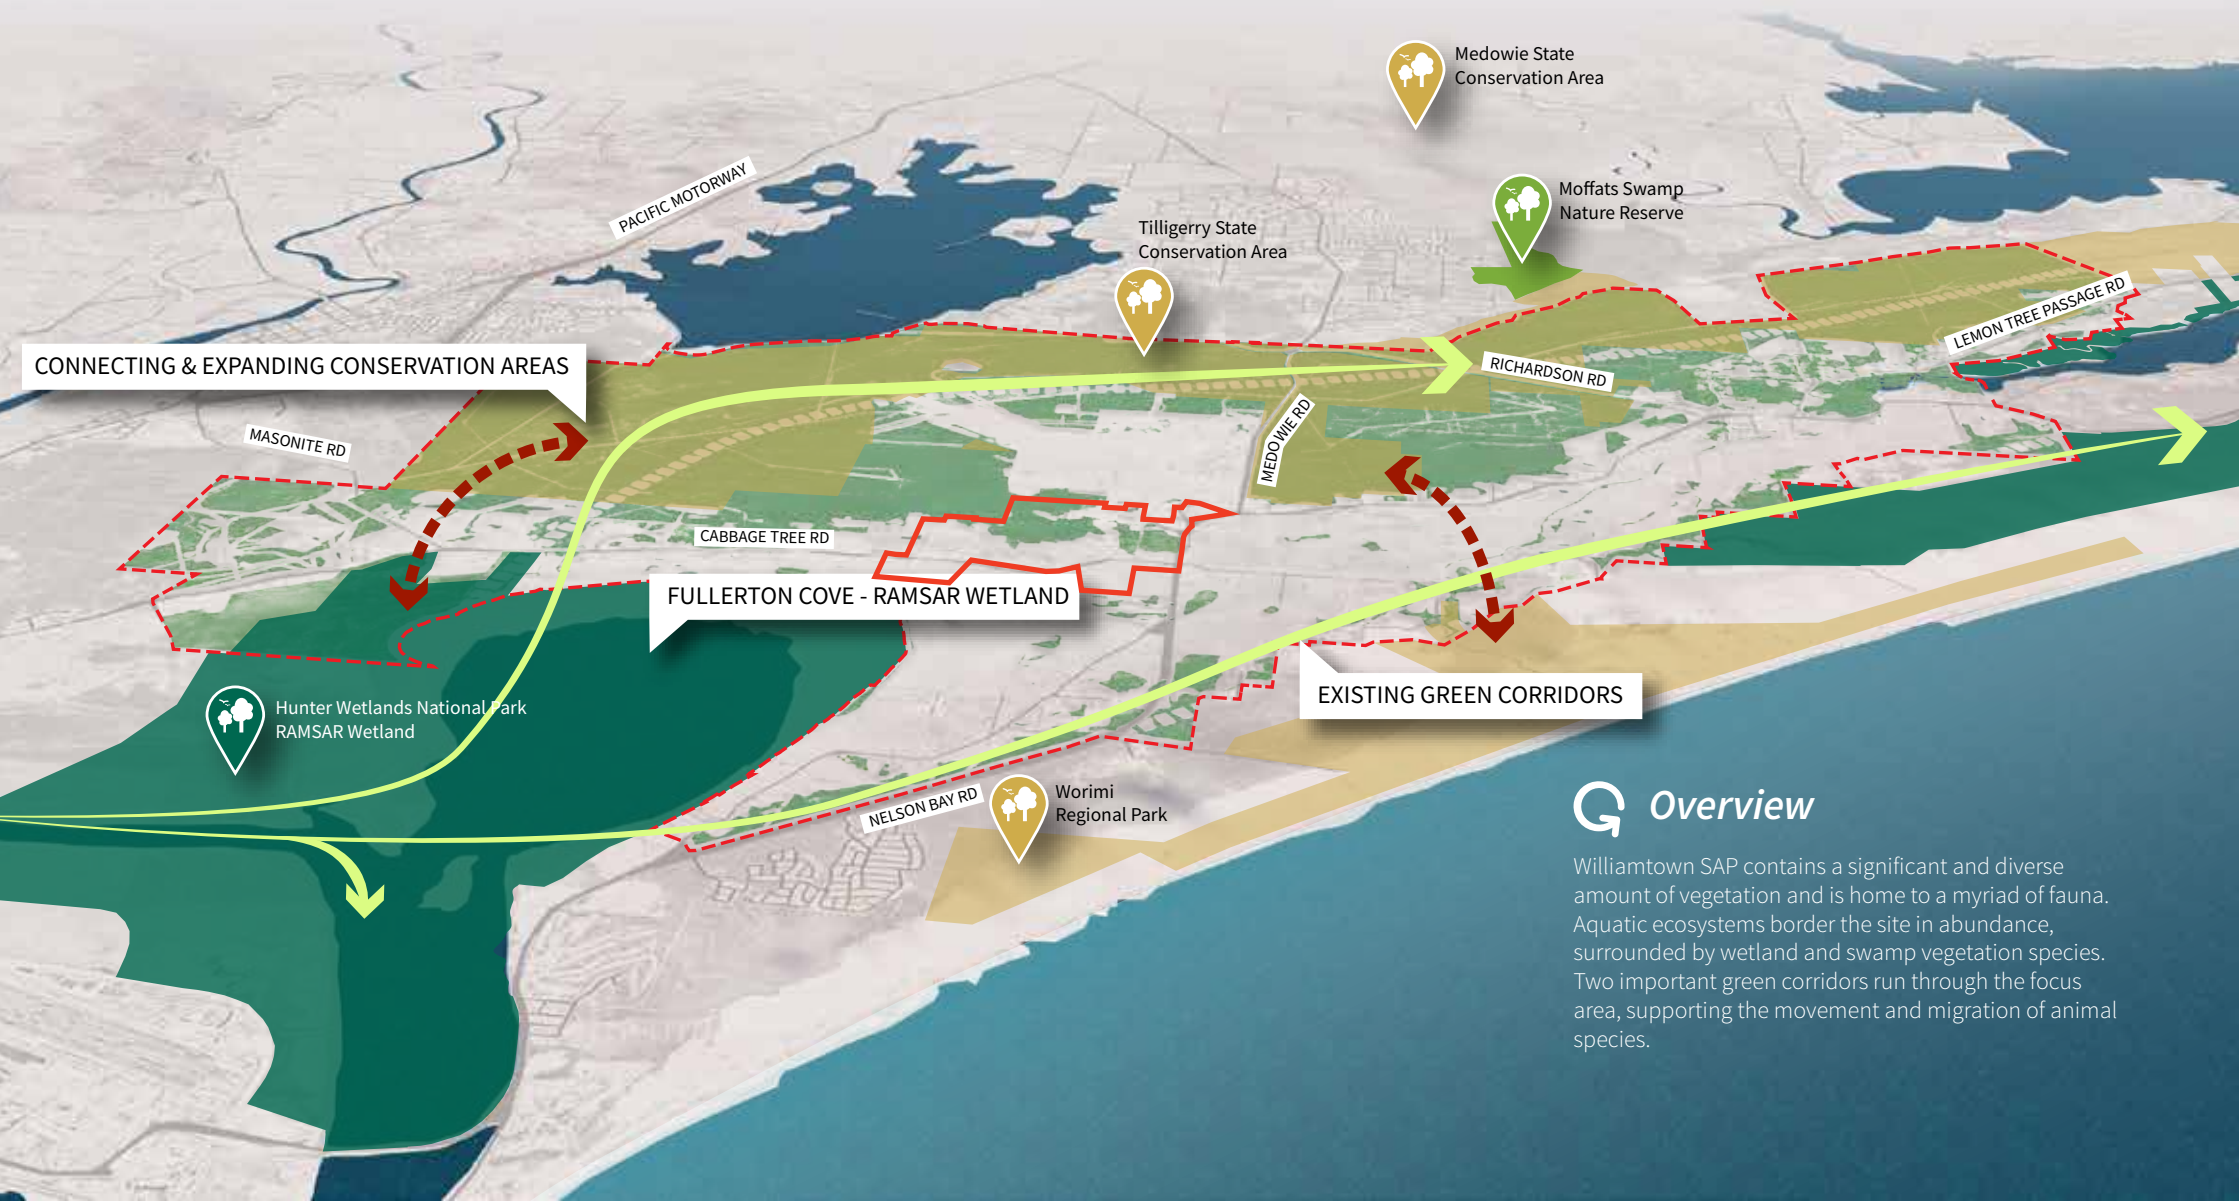 Medowie State
Conservation Area
PACIFIC MOTORWAY
Moffats Swamp
Nature Reserve
Tilligerry State
Conservation Area
LEMON TREE PASSAGE RD
CONNECTING & EXPANDING CONSERVATION AREAS
RICHARDSON RD
MASONITE RD
MEDOWIE RD
CABBAGE TREE RD
FULLERTON COVE - RAMSAR WETLAND
EXISTING GREEN CORRIDORS
Hunter Wetlands National Park
RAMSAR Wetland
NELSON BAY RD
Worimi
Regional Park
Overview
Williamtown SAP contains a significant and diverse
amount of vegetation and is home to a myriad of fauna.
Aquatic ecosystems border the site in abundance,
surrounded by wetland and swamp vegetation species.
Two important green corridors run through the focus
area, supporting the movement and migration of animal
species.